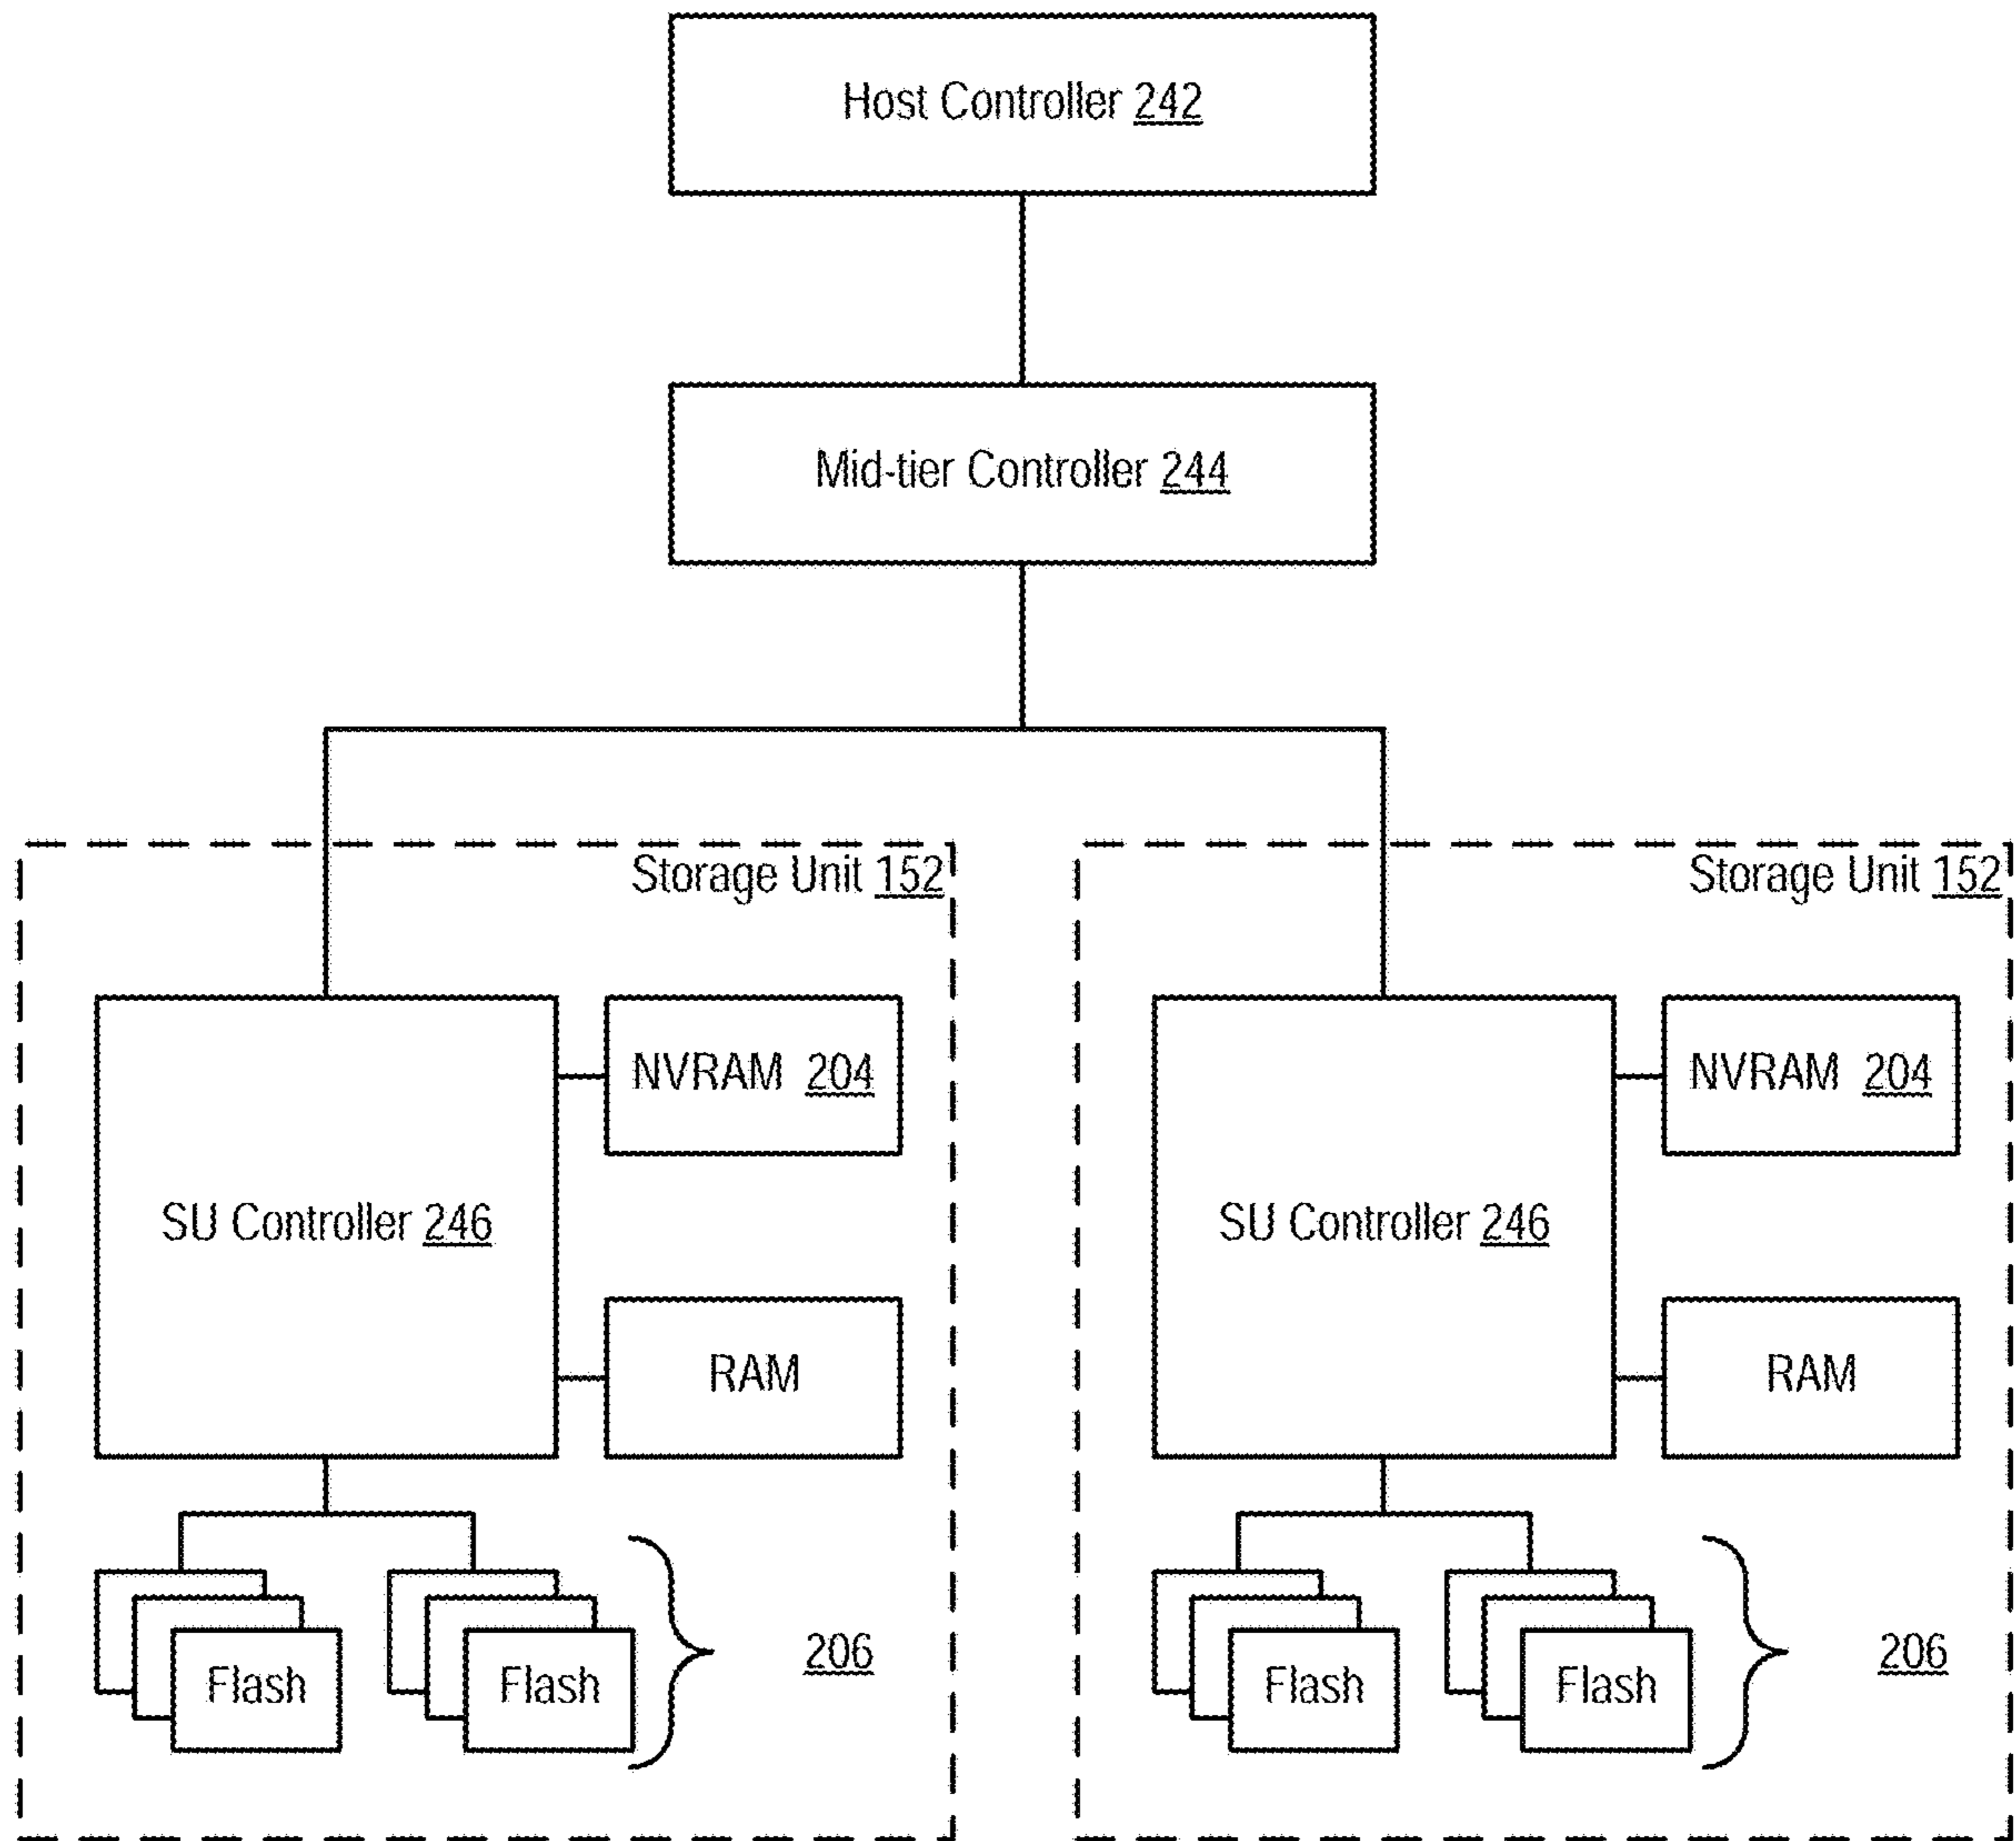 Host Controller 242
Mid-tier Controller 244
Storage Unit 152
NVRAM 204
SU Controller 246
RAM
Flash
Flash
206
Storage Unit 152
NVRAM 204
SU Controller 246
RAM
Flash
Flash
206